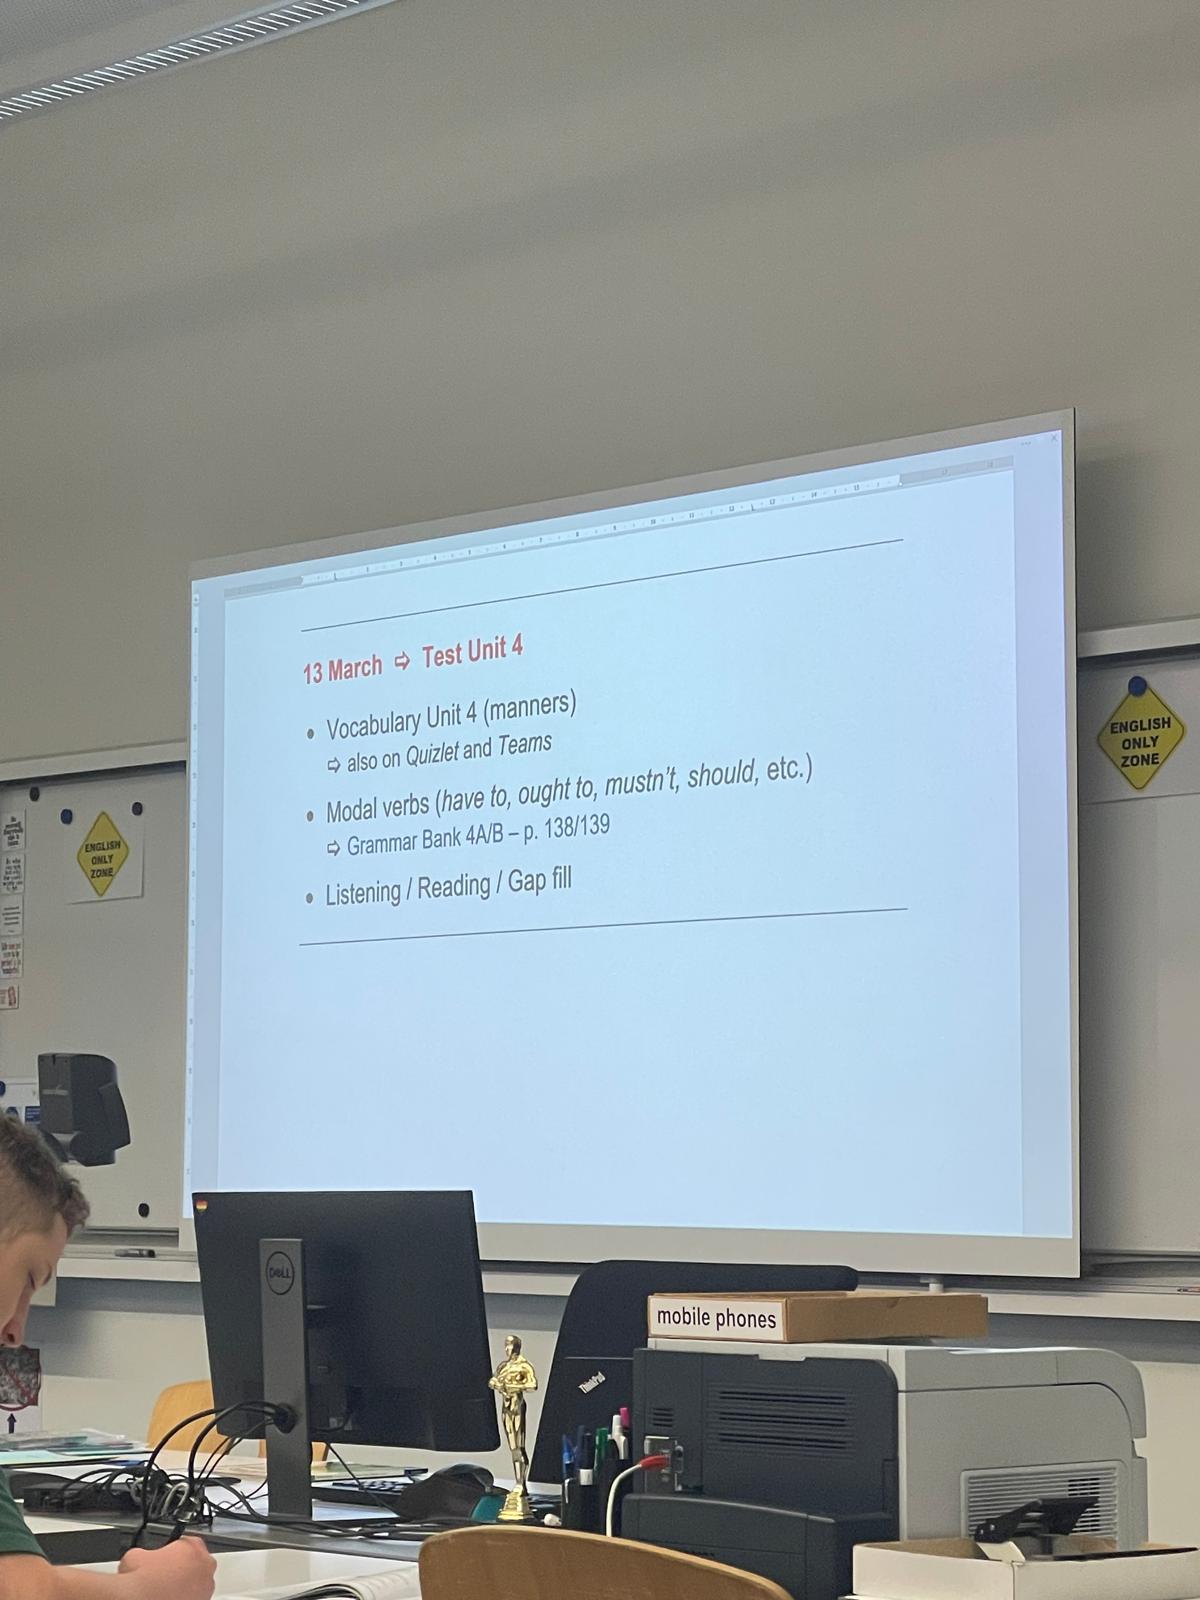 13 March ⇨ Test Unit 4
• Vocabulary Unit 4 (manners)
⇨ also on Quizlet and Teams
• Modal verbs (have to, ought to, mustn't, should, etc.)
⇨ Grammar Bank 4A/B – p. 138/139
• Listening / Reading / Gap fill
ENGLISH
ONLY
ZONE
ENGLISH
ONLY
ZONE
DELL
mobile phones
ThinkPad